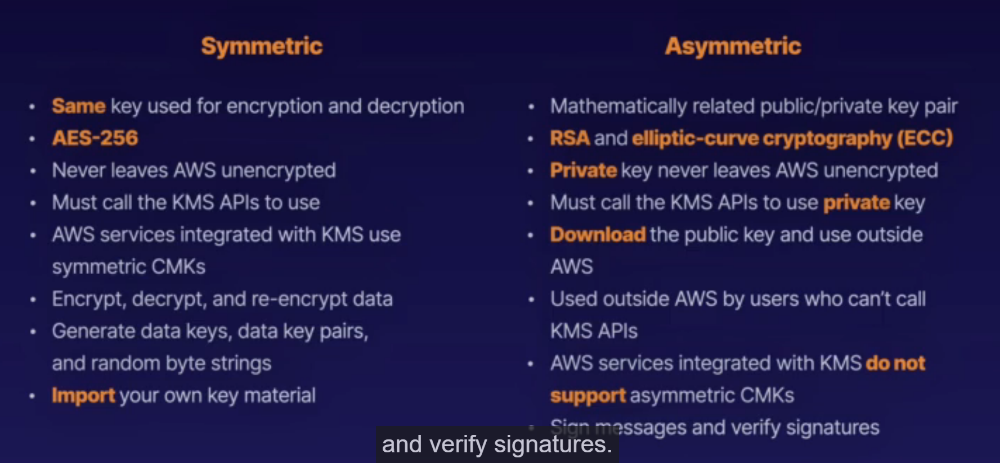 Symmetric
• Same key used for encryption and decryption
• AES-256
• Never leaves AWS unencrypted
• Must call the KMS APIs to use
• AWS services integrated with KMS use
symmetric CMKs
• Encrypt, decrypt, and re-encrypt data
• Generate data keys, data key pairs,
and random byte strings
• Import your own key material
Asymmetric
• Mathematically related public/private key pair
• RSA and elliptic-curve cryptography (ECC)
• Private key never leaves AWS unencrypted
• Must call the KMS APIs to use private key
• Download the public key and use outside
AWS
• Used outside AWS by users who can't call
KMS APIs
• AWS services integrated with KMS do not
support asymmetric CMKs
• Sign messages and verify signatures
and verify signatures.